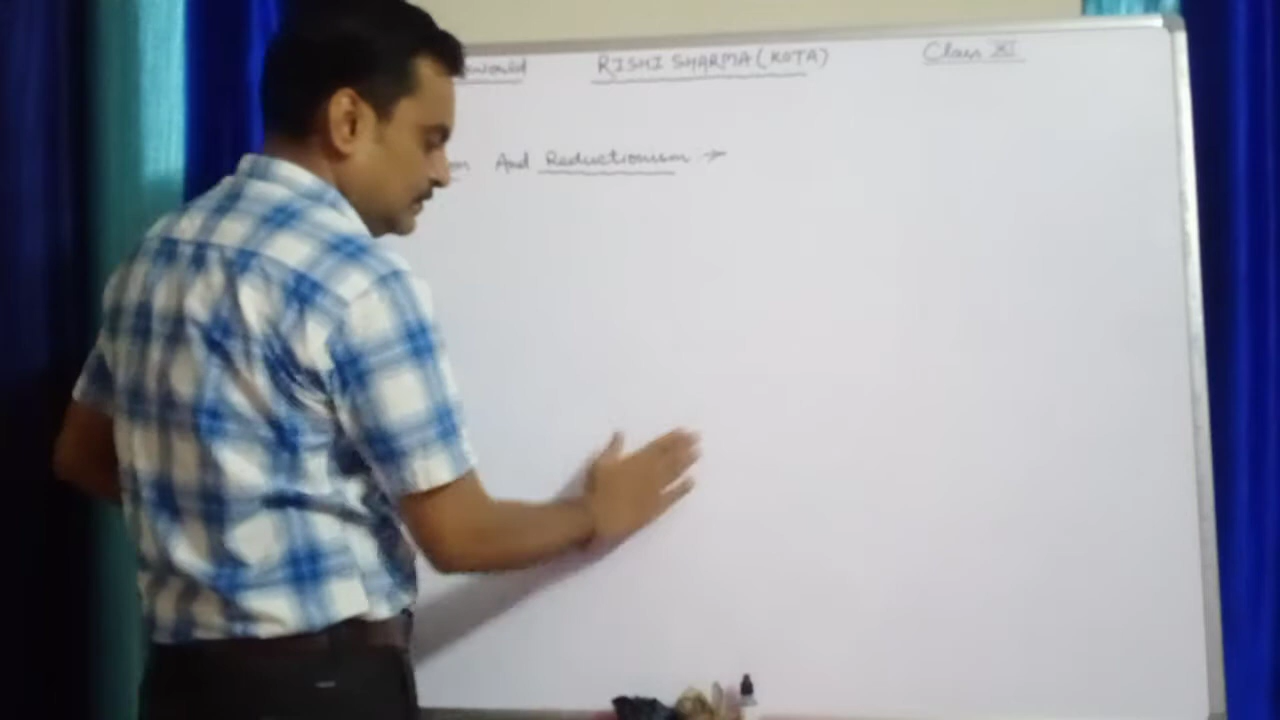 RISHI SHARMA (KOTA) Class XI
And Reductionism →